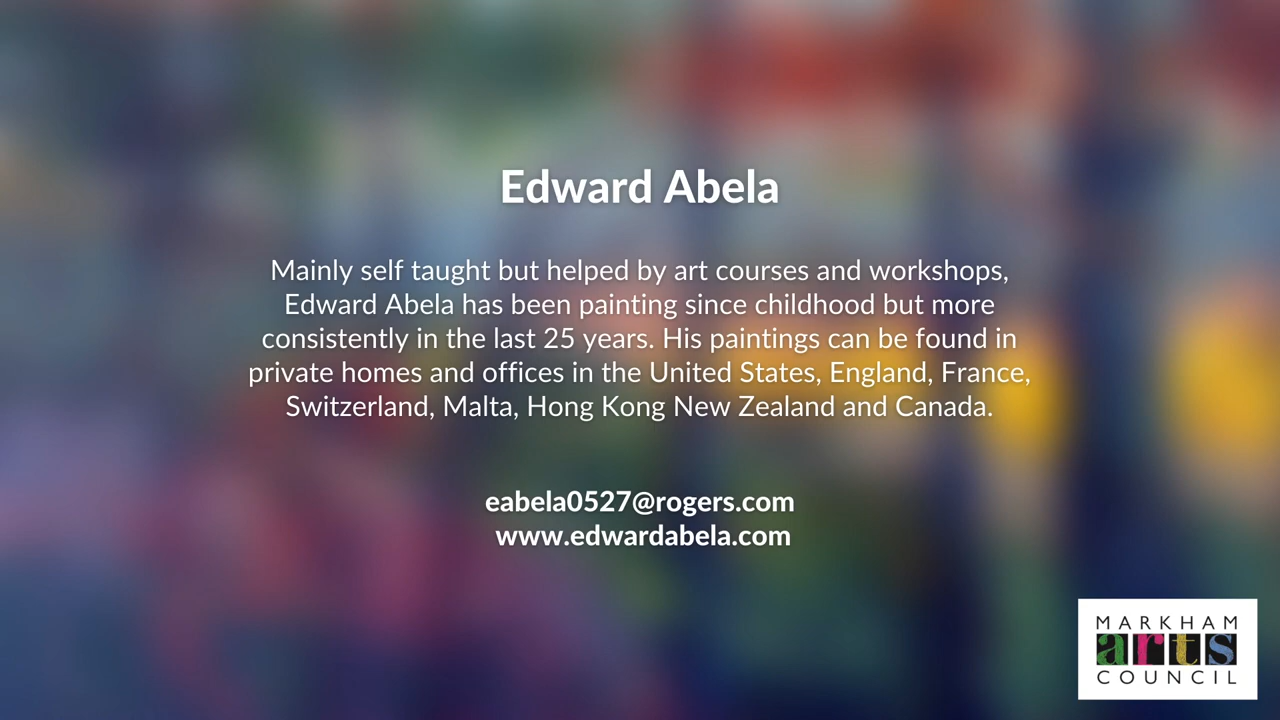 Edward Abela
Mainly self taught but helped by art courses and workshops,
Edward Abela has been painting since childhood but more
consistently in the last 25 years. His paintings can be found in
private homes and offices in the United States, England, France,
Switzerland, Malta, Hong Kong New Zealand and Canada.
eabela0527@rogers.com
www.edwardabela.com
MARKHAM
arts
COUNCIL